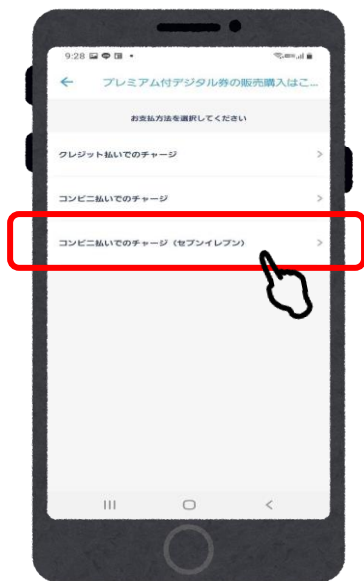 9:28
プレミアム付デジタル券の販売購入はこ...
お支払方法を選択してください
クレジット払いでのチャージ
コンビニ払いでのチャージ
コンビニ払いでのチャージ（セブンイレブン）